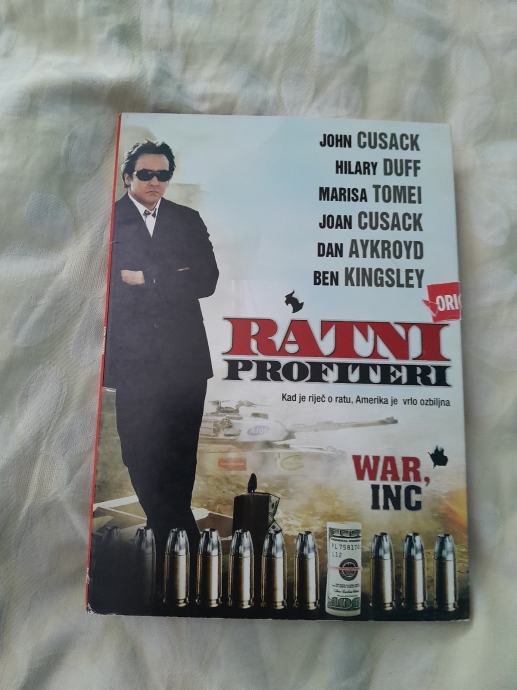 JOHN CUSACK
HILARY DUFF
MARISA TOMEI
JOAN CUSACK
DAN AYKROYD
BEN KINGSLEY
ORIG
RATNI
PROFITERI
Kad je riječ o ratu, Amerika je vrlo ozbiljna
WAR,
INC